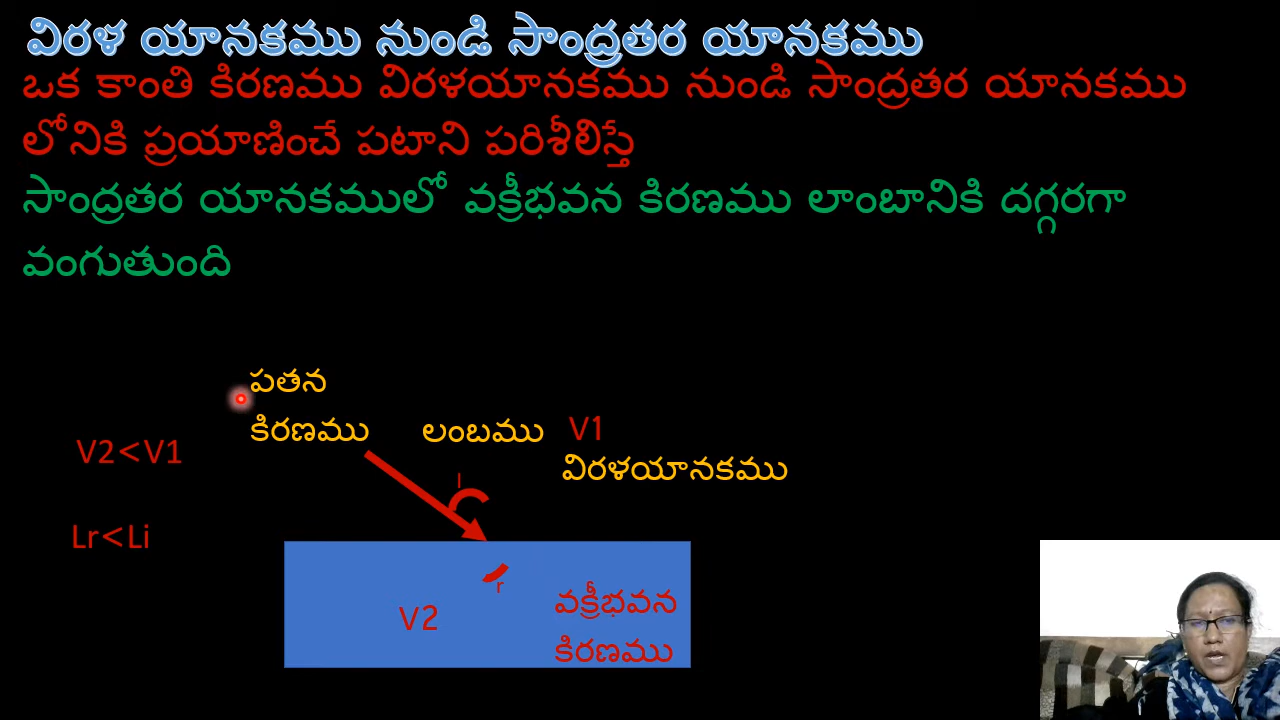 విరళ యానకము నుండి సాంద్రతర యానకము
ఒక కాంతి కిరణము విరళయానకము నుండి సాంద్రతర యానకము
లోనికి ప్రయాణించే పటాని పరిశీలిస్తే
సాంద్రతర యానకములో వక్రీభవన కిరణము లాంబానికి దగ్గరగా
వంగుతుంది
పతన
కిరణము
లంబము
V1
విరళయానకము
V2<V1
I
Lr<Li
r
V2
వక్రీభవన
కిరణము